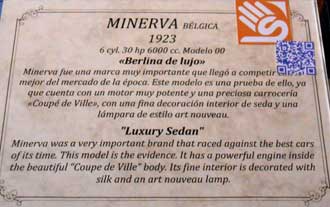 MINERVA BÉLGICA
1923
6 cyl. 30 hp 6000 cc. Modelo 00
«Berlina de lujo»
Minerva fue una marca muy importante que llegó a competir
mejor del mercado de la época. Este modelo es una prueba de ello, ya
que cuenta con un motor muy potente y una preciosa carrocería
«Coupé de Ville», con una fina decoración interior de seda y una
lámpara de estilo art nouveau.
"Luxury Sedan"
Minerva was a very important brand that raced against the best cars
of its time. This model is the evidence. It has a powerful engine inside
the beautiful "Coupe de Ville" body. Its fine interior is decorated with
silk and an art nouveau lamp.